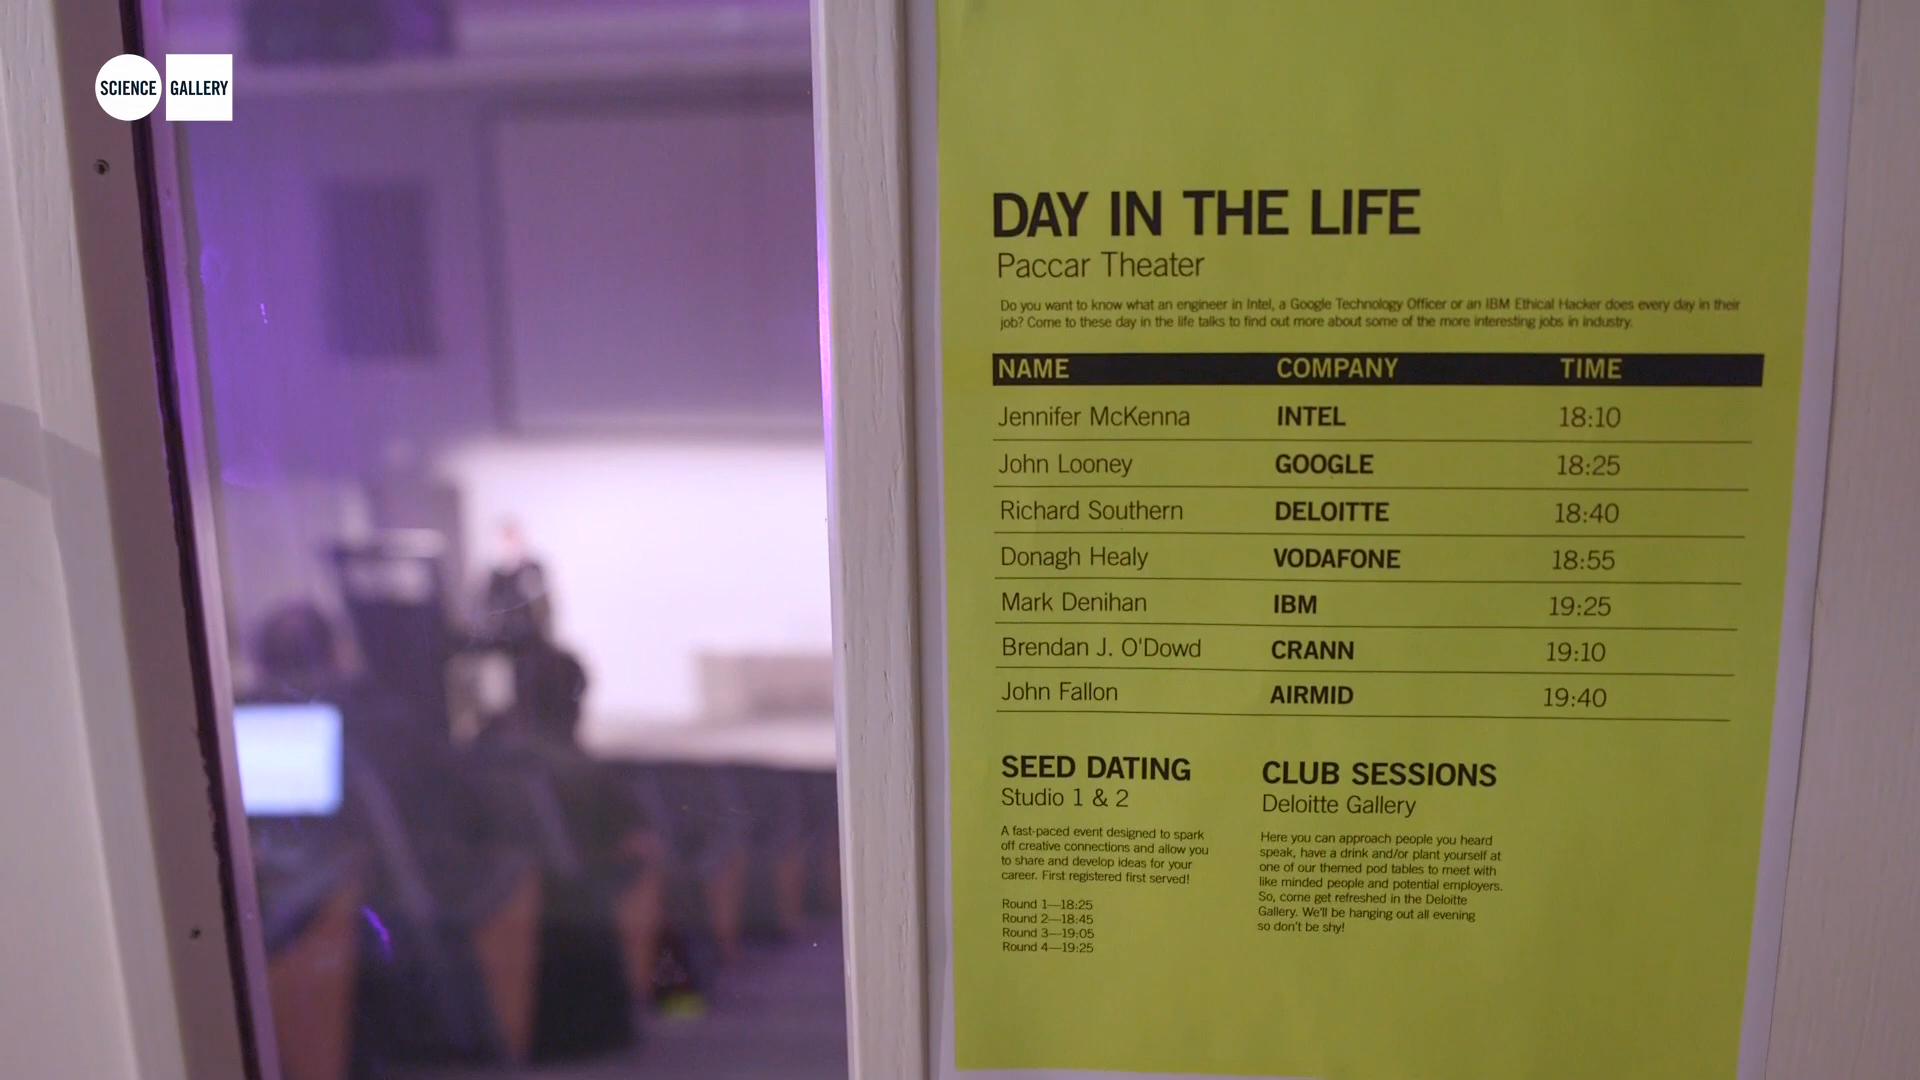 SCIENCE GALLERY
DAY IN THE LIFE
Paccar Theater
Do you want to know what an engineer in Intel, a Google Technology Officer or an IBM Ethical Hacker does every day in their
job? Come to these day in the life talks to find out more about some of the more interesting jobs in industry.
NAME COMPANY TIME
Jennifer McKenna INTEL 18:10
John Looney GOOGLE 18:25
Richard Southern DELOITTE 18:40
Donagh Healy VODAFONE 18:55
Mark Denihan IBM 19:25
Brendan J. O'Dowd CRANN 19:10
John Fallon AIRMID 19:40
SEED DATING
Studio 1 & 2
A fast-paced event designed to spark
off creative connections and allow you
to share and develop ideas for your
career. First registered first served!
Round 1—18:25
Round 2—18:45
Round 3—19:05
Round 4—19:25
CLUB SESSIONS
Deloitte Gallery
Here you can approach people you heard
speak, have a drink and/or plant yourself at
one of our themed pod tables to meet with
like minded people and potential employers.
So, come get refreshed in the Deloitte
Gallery. We'll be hanging out all evening
so don't be shy!